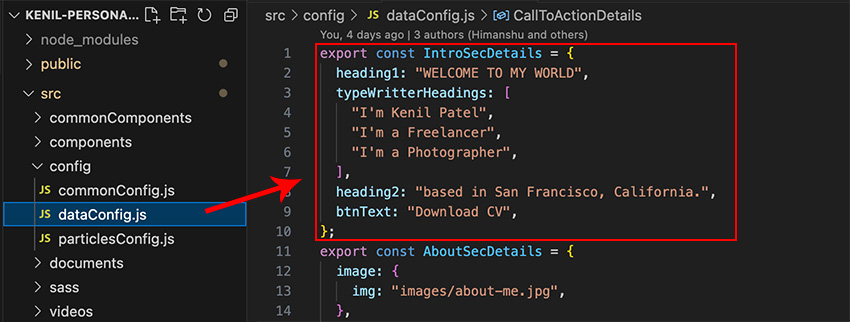 KENIL-PERSONA...
node_modules
public
src
commonComponents
components
config
JS commonConfig.js
JS dataConfig.js
JS particlesConfig.js
documents
sass
videos
src > config > JS dataConfig.js > CallToActionDetails
You, 4 days ago | 3 authors (Himanshu and others)
1 export const IntroSecDetails = {
2 heading1: "WELCOME TO MY WORLD",
3 typeWritterHeadings: [
4 "I'm Kenil Patel",
5 "I'm a Freelancer",
6 "I'm a Photographer",
7 ],
8 heading2: "based in San Francisco, California.",
9 btnText: "Download CV",
10 };
11 export const AboutSecDetails = {
12 image: {
13 img: "images/about-me.jpg",
14 },